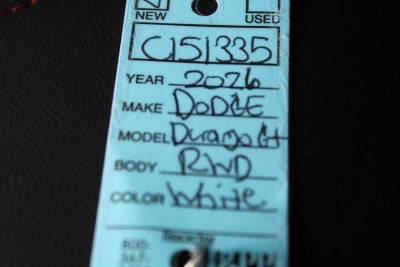 NEW USED
C151335
YEAR 2026
MAKE DODGE
MODEL Durango Gt
BODY RWD
COLOR White